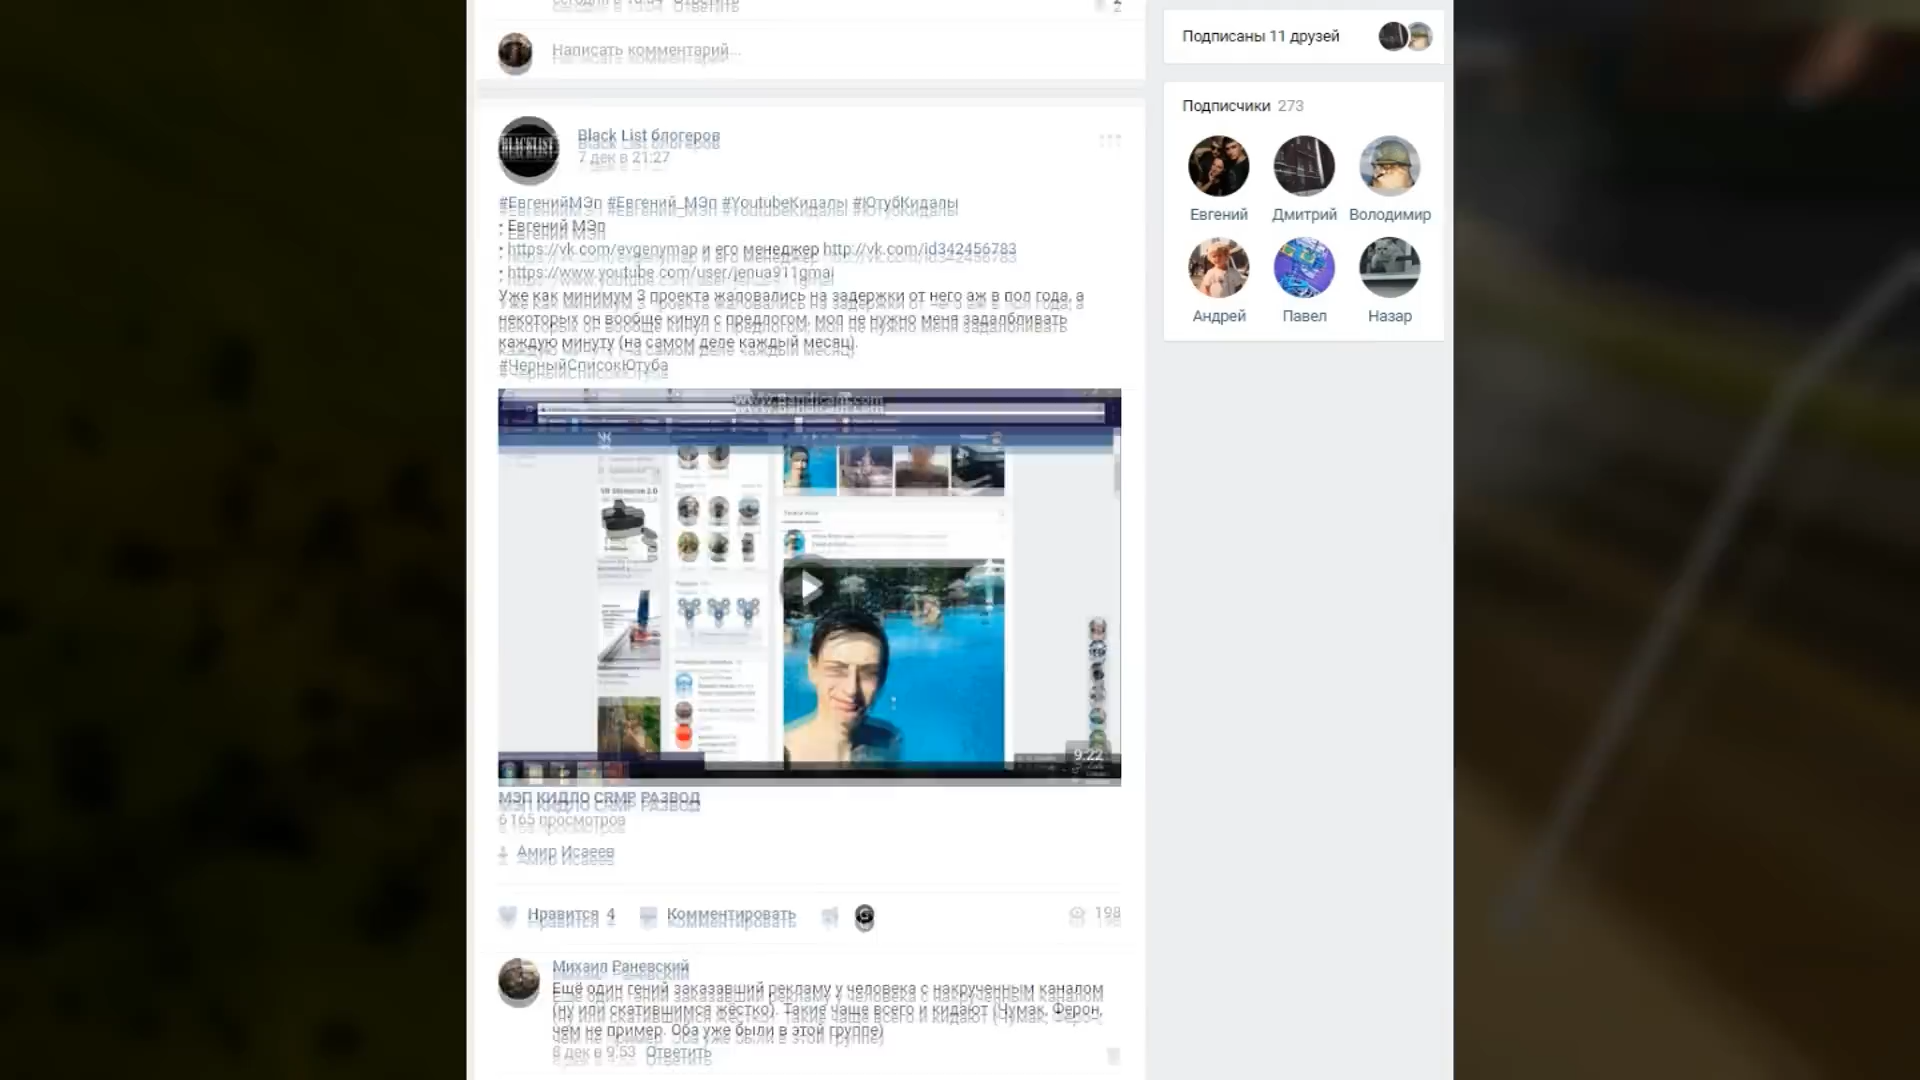 Ответить
2
Написать комментарий...
Подписаны 11 друзей
Black List блогеров
7 дек в 21:27
Подписчики 273
BLACKLIST
Евгений Дмитрий Володимир
Андрей Павел Назар
#ЕвгенийМЭп #Евгений_МЭп #YoutubeКидалы #ЮтубКидалы
• Евгений МЭп
• https://vk.com/evgenymap и его менеджер http://vk.com/id342456783
• https://www.youtube.com/user/jenua911gmai
Уже как минимум 3 проекта жаловались на задержки от него аж в пол года, а
некоторых он вообще кинул с предлогом, мол не нужно меня задалбливать
каждую минуту (на самом деле каждый месяц).
#ЧерныйСписокЮтуба
www.Bandicam.com
9:22
МЭП КИДЛО CRMP РАЗВОД
6 165 просмотров
Амир Исаеев
Нравится 4 Комментировать
198
Михаил Раневский
Ещё один гений заказавший рекламу у человека с накрученным каналом
(ну или скатившимся жёстко). Такие чаще всего и кидают (Чумак, Ферон,
чем не пример. Оба уже были в этой группе)
8 дек в 9:53 Ответить